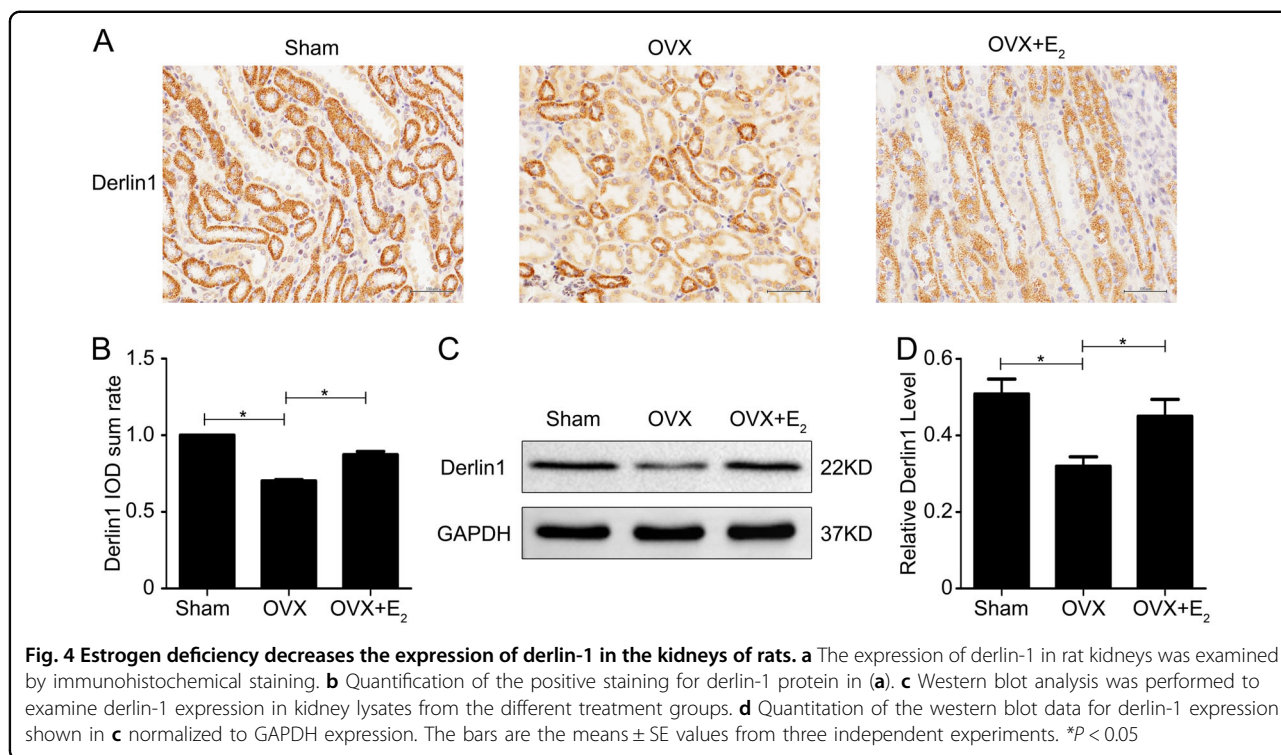 A
Sham
OVX
OVX+E₂
Derlin1
B
Derlin1 IOD sum rate
1.5
1.0
0.5
0
*
*
Sham
OVX
OVX+E₂
C
Sham
OVX
OVX+E₂
Derlin1
22KD
GAPDH
37KD
D
Relative Derlin1 Level
0.6
0.4
0.2
0
*
*
Sham
OVX
OVX+E₂
Fig. 4 Estrogen deficiency decreases the expression of derlin-1 in the kidneys of rats. a The expression of derlin-1 in rat kidneys was examined
by immunohistochemical staining. b Quantification of the positive staining for derlin-1 protein in (a). c Western blot analysis was performed to
examine derlin-1 expression in kidney lysates from the different treatment groups. d Quantitation of the western blot data for derlin-1 expression
shown in c normalized to GAPDH expression. The bars are the means ± SE values from three independent experiments. *P < 0.05